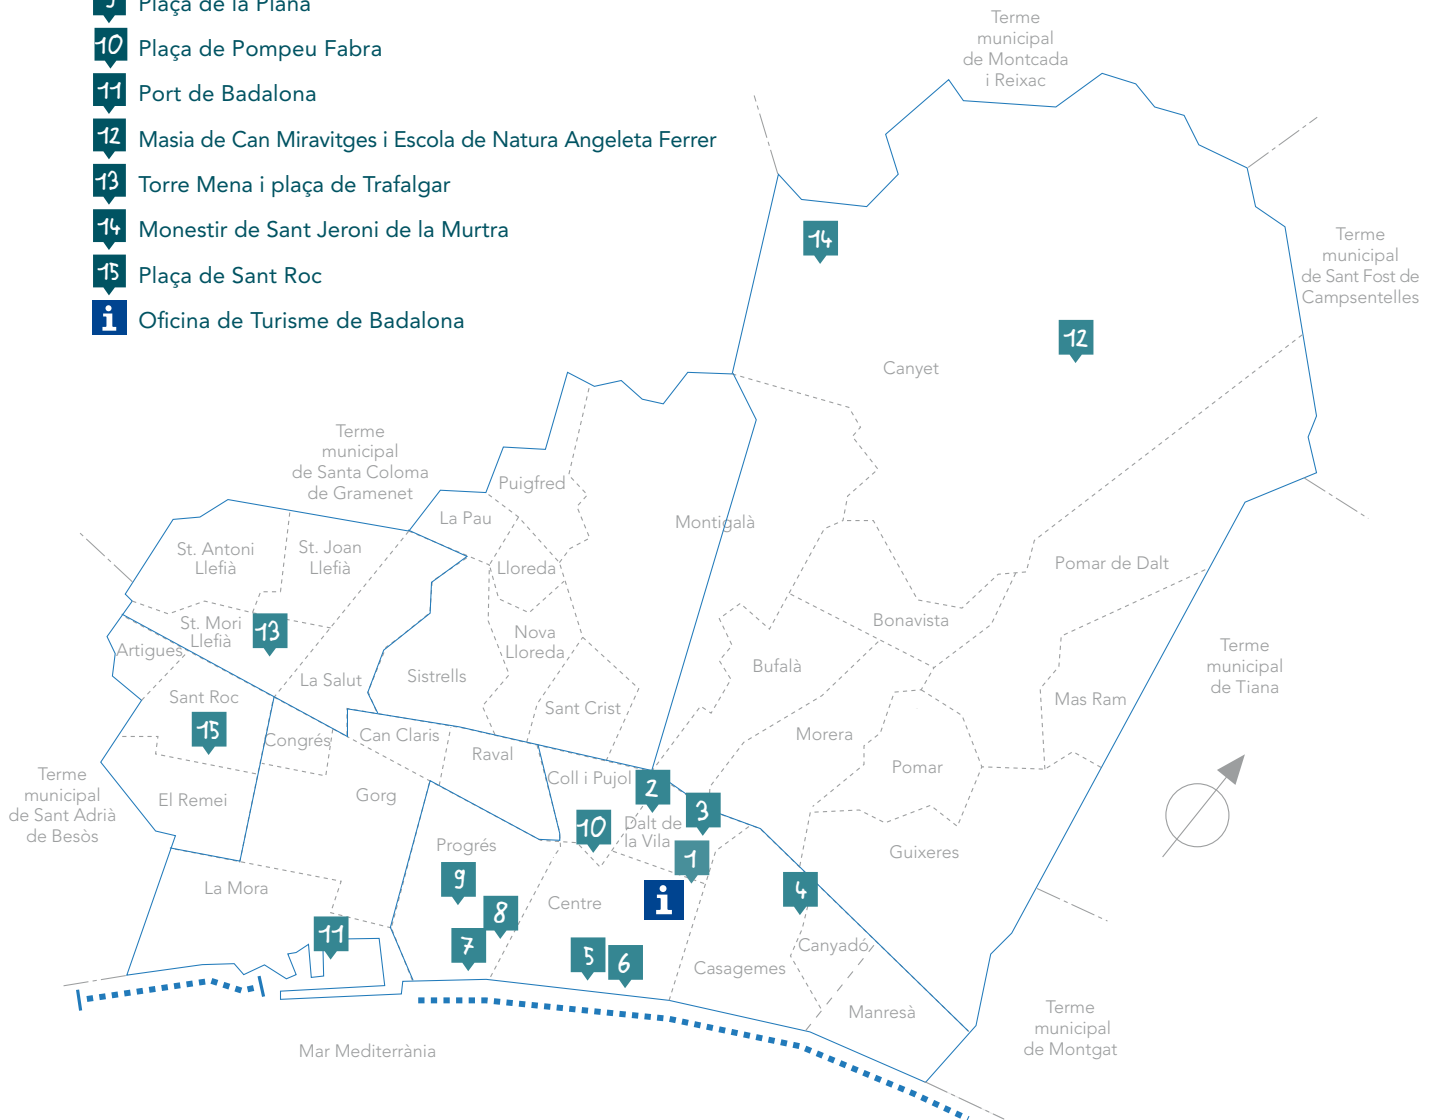 9 Plaça de la Plana
10 Plaça de Pompeu Fabra
11 Port de Badalona
12 Masia de Can Miravitges i Escola de Natura Angeleta Ferrer
13 Torre Mena i plaça de Trafalgar
14 Monestir de Sant Jeroni de la Murtra
15 Plaça de Sant Roc
i Oficina de Turisme de Badalona
Terme
municipal
de Montcada
i Reixac
14
Terme
municipal
de Sant Fost de
Campsentelles
12
Canyet
Terme
municipal
de Santa Coloma
de Gramenet
Puigfred
La Pau
Montigalà
St. Antoni
Llefià
St. Joan
Llefià
Lloreda
Pomar de Dalt
St. Mori
Llefià
13
Artigues
Nova
Lloreda
Bonavista
Bufalà
Terme
municipal
de Tiana
La Salut
Sistrells
Sant Roc
15
Sant Crist
Mas Ram
Congrés
Can Claris
Raval
Morera
Pomar
Coll i Pujol
2
3
Terme
municipal
de Sant Adrià
de Besòs
El Remei
Gorg
10
Dalt de
la Vila
1
Progrés
Guixeres
La Mora
9
8
7
Centre
i
4
11
5
6
Canyadó
Casagemes
Manresà
Terme
municipal
de Montgat
Mar Mediterrània